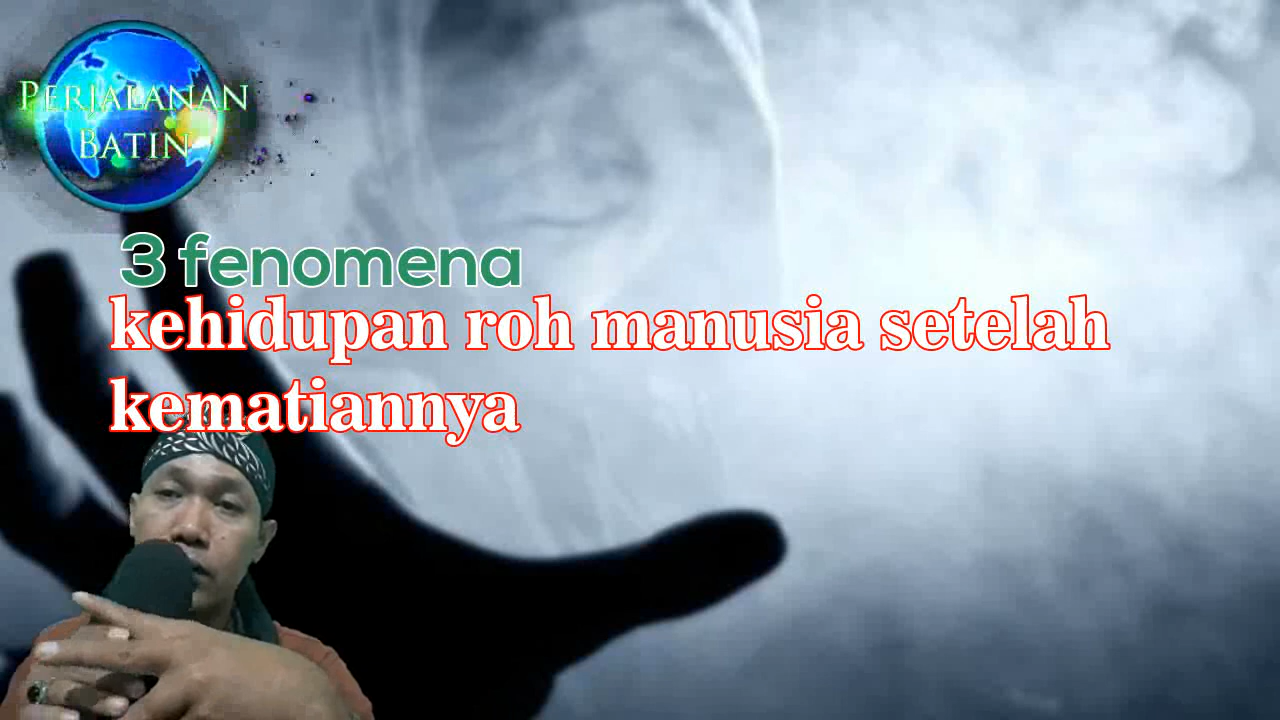 PERJALANAN
BATIN
3 fenomena
kehidupan roh manusia setelah
kematiannya